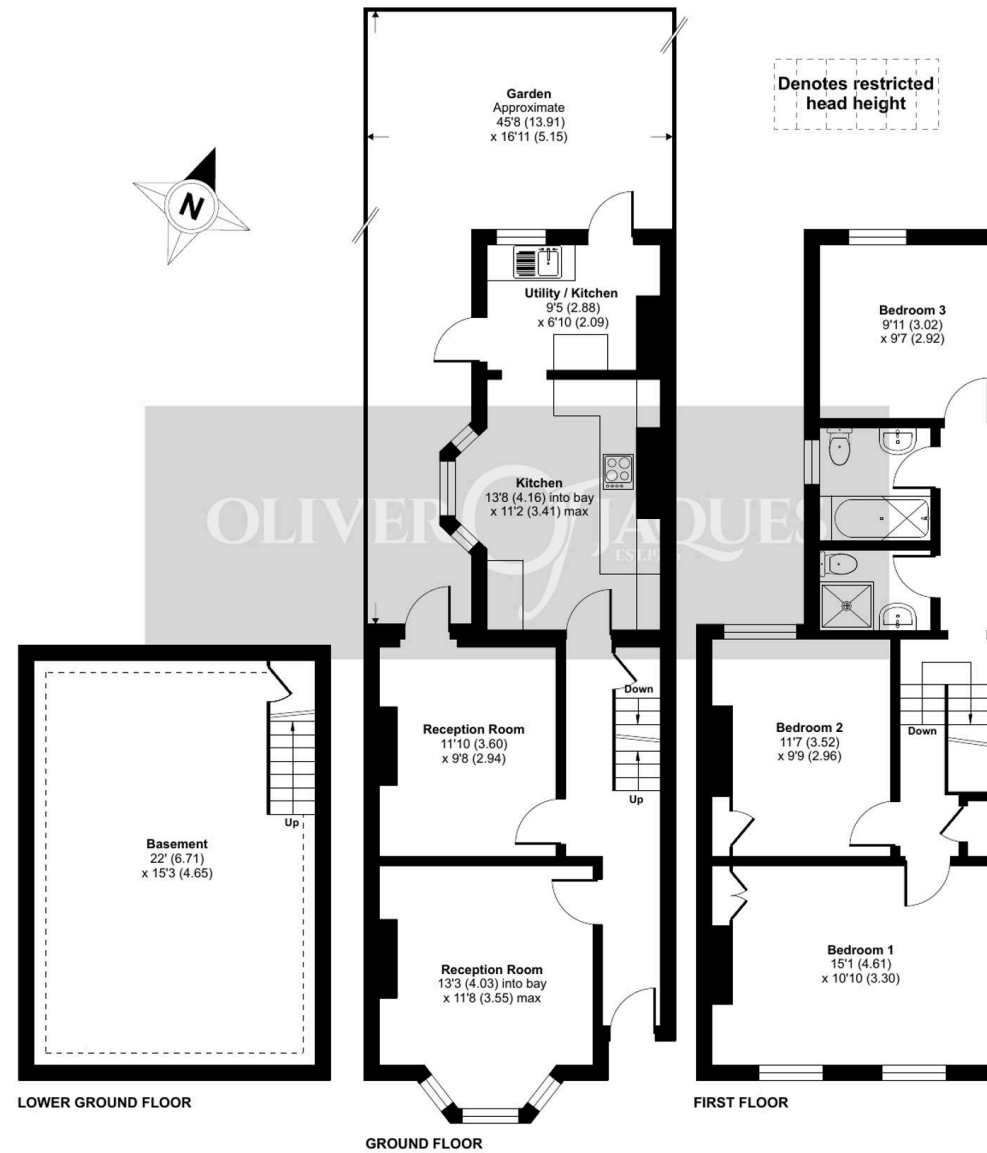 Garden
Approximate
45'8 (13.91)
x 16'11 (5.15)
Denotes restricted
head height
N
Utility / Kitchen
9'5 (2.88)
x 6'10 (2.09)
Bedroom 3
9'11 (3.02)
x 9'7 (2.92)
Kitchen
13'8 (4.16) into bay
x 11'2 (3.41) max
OLIVER JAQUES
Down
Up
Reception Room
11'10 (3.60)
x 9'8 (2.94)
Bedroom 2
11'7 (3.52)
x 9'9 (2.96)
Down
Up
Basement
22' (6.71)
x 15'3 (4.65)
Reception Room
13'3 (4.03) into bay
x 11'8 (3.55) max
Bedroom 1
15'1 (4.61)
x 10'10 (3.30)
LOWER GROUND FLOOR
GROUND FLOOR
FIRST FLOOR